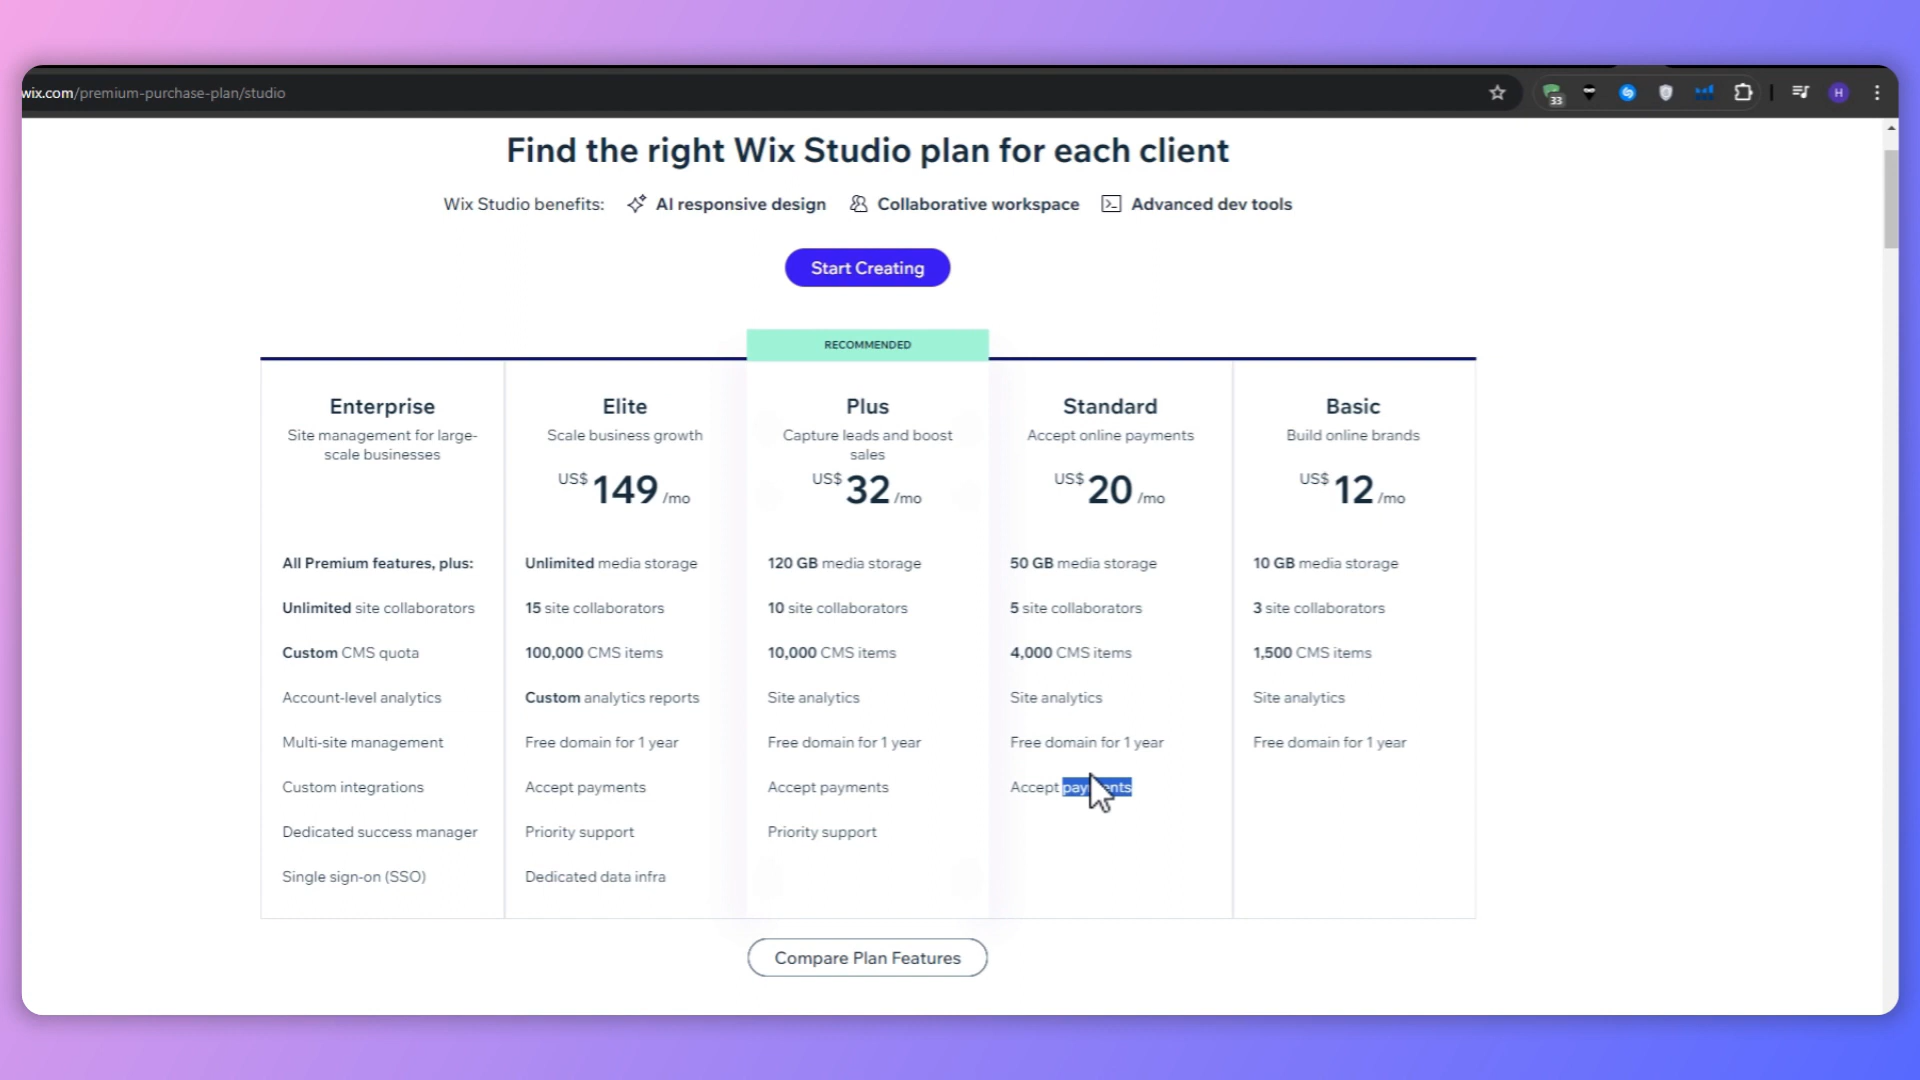 wix.com/premium-purchase-plan/studio
33
H
Find the right Wix Studio plan for each client
Wix Studio benefits: AI responsive design Collaborative workspace Advanced dev tools
Start Creating
RECOMMENDED
Enterprise
Site management for large-
scale businesses
All Premium features, plus:
Unlimited site collaborators
Custom CMS quota
Account-level analytics
Multi-site management
Custom integrations
Dedicated success manager
Single sign-on (SSO)
Elite
Scale business growth
US$ 149 /mo
Unlimited media storage
15 site collaborators
100,000 CMS items
Custom analytics reports
Free domain for 1 year
Accept payments
Priority support
Dedicated data infra
Plus
Capture leads and boost
sales
US$ 32 /mo
120 GB media storage
10 site collaborators
10,000 CMS items
Site analytics
Free domain for 1 year
Accept payments
Priority support
Standard
Accept online payments
US$ 20 /mo
50 GB media storage
5 site collaborators
4,000 CMS items
Site analytics
Free domain for 1 year
Accept payments
Basic
Build online brands
US$ 12 /mo
10 GB media storage
3 site collaborators
1,500 CMS items
Site analytics
Free domain for 1 year
Compare Plan Features